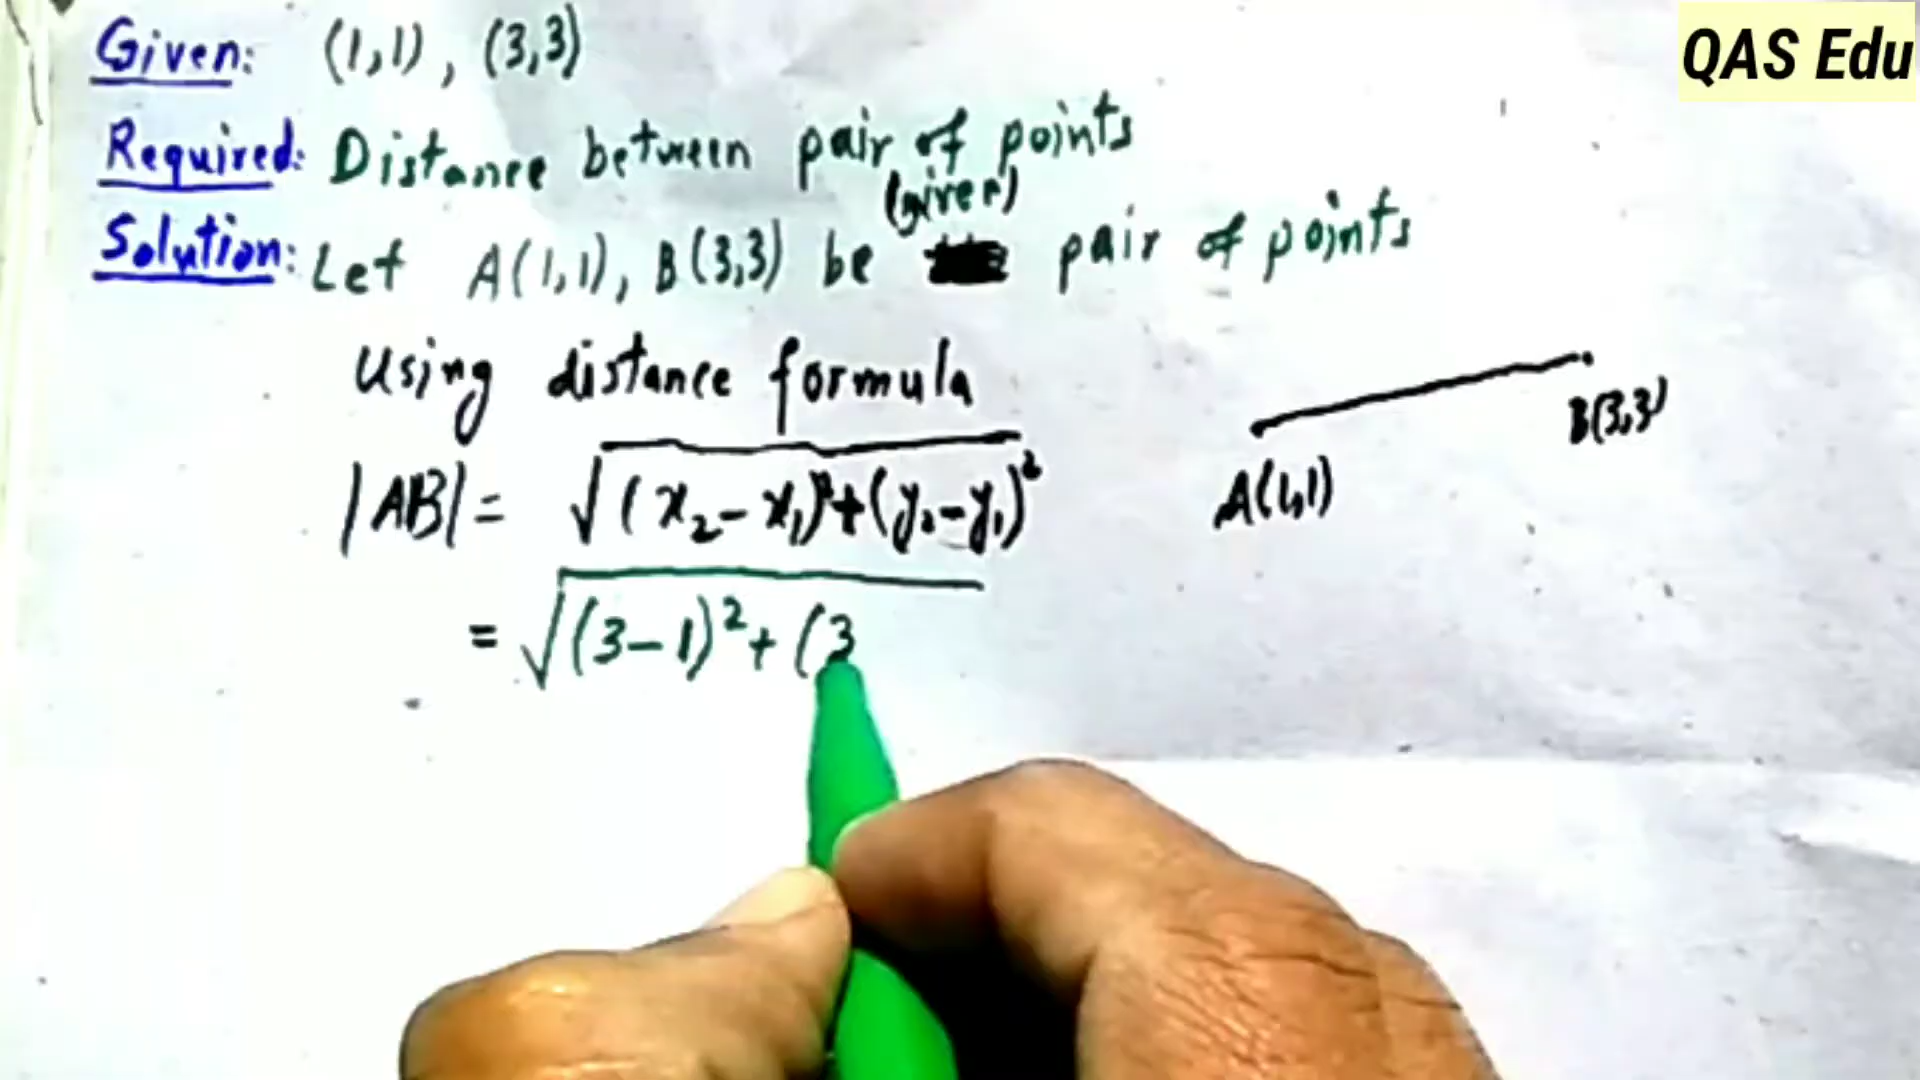 QAS Edu
Given: (1,1), (3,3)
Required: Distance between pair of points
(given)
Solution: Let A(1,1), B(3,3) be pair of points
Using distance formula
|AB| = √(x₂-x₁)²+(y₂-y₁)²
= √(3-1)²+(3
B(3,3)
A(1,1)